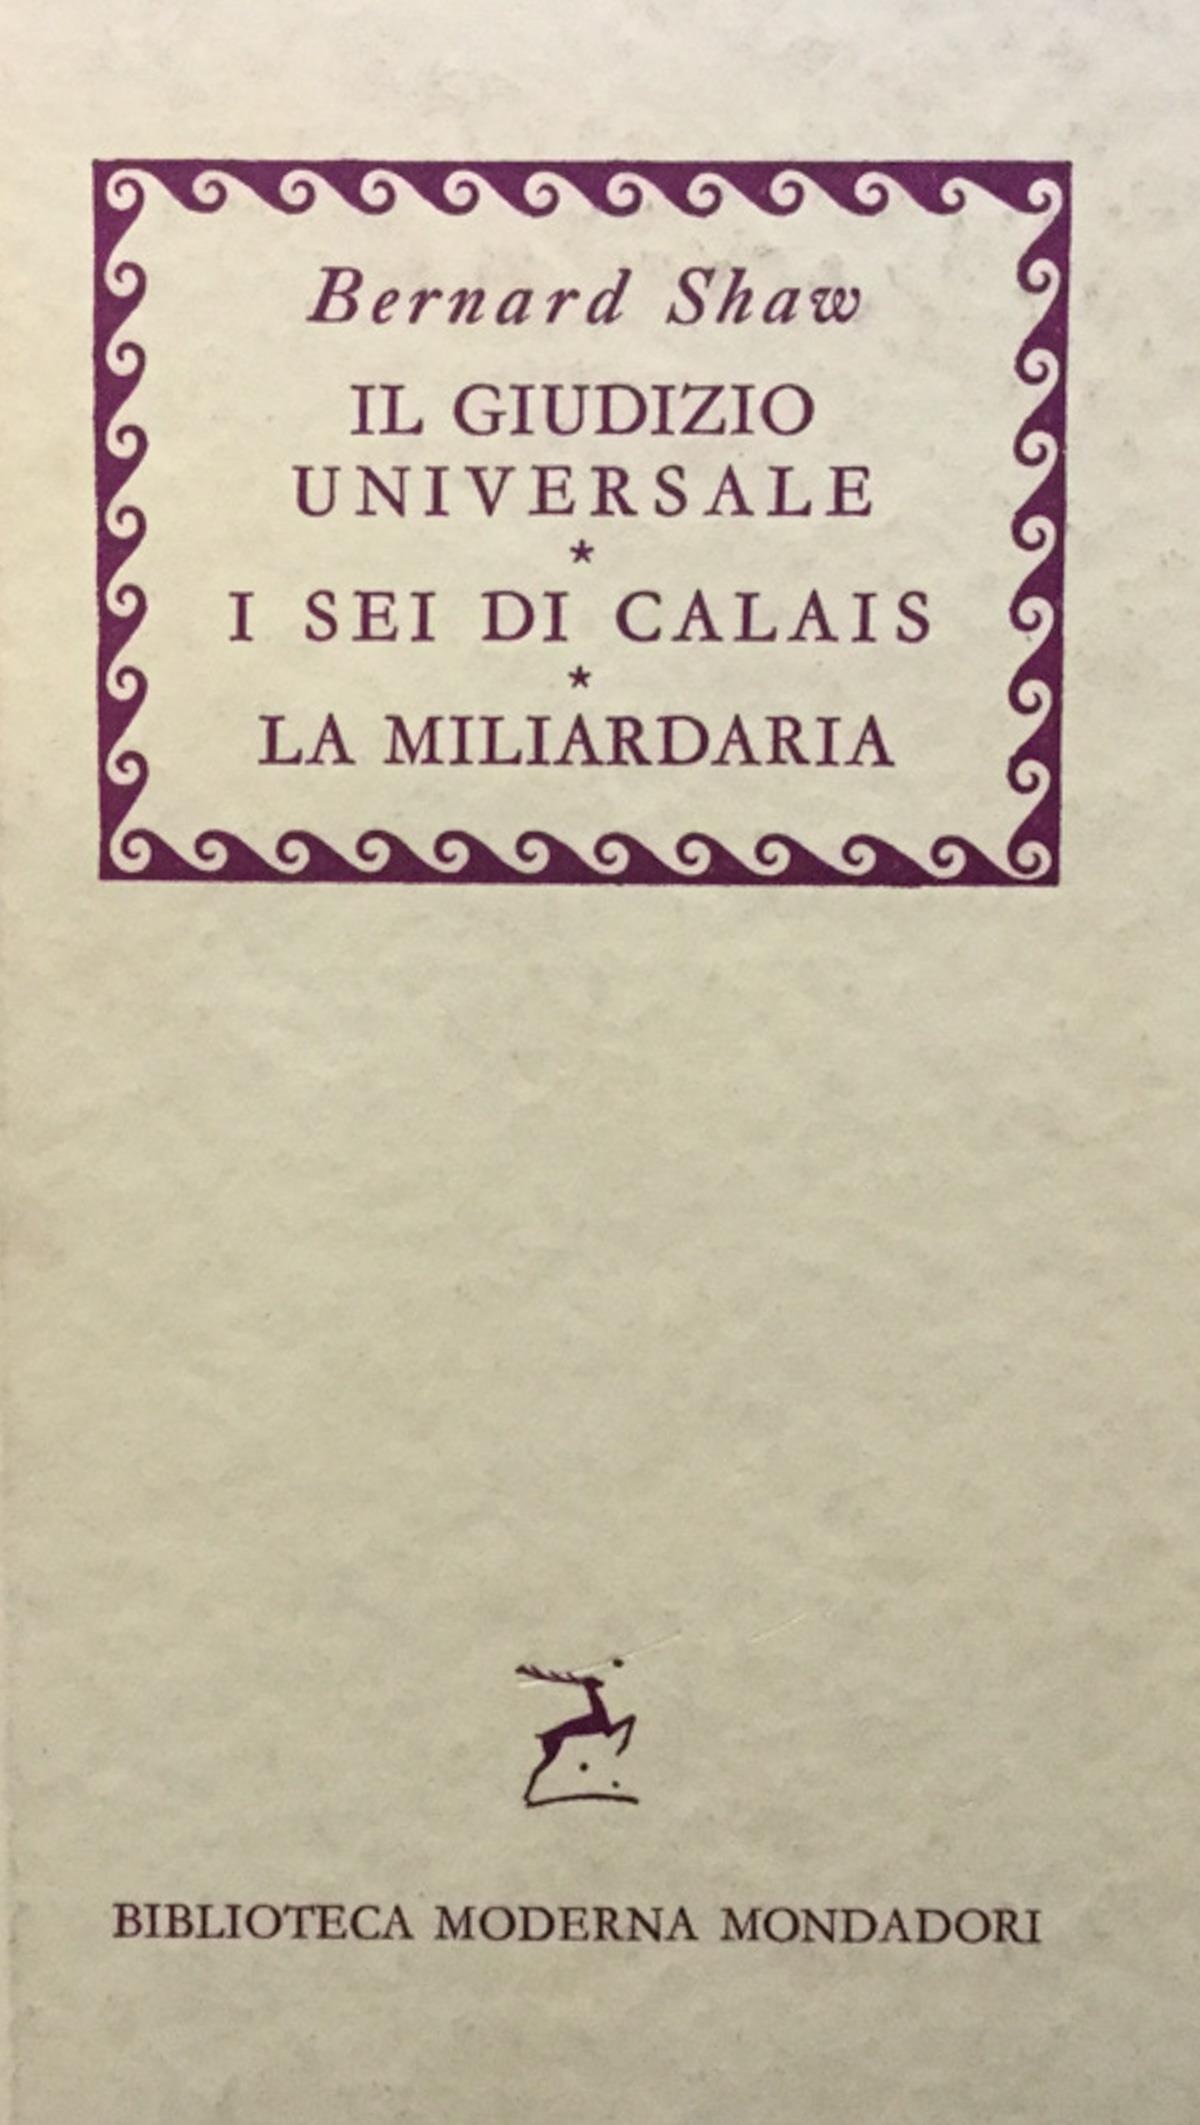 Bernard Shaw
IL GIUDIZIO
UNIVERSALE
*
I SEI DI CALAIS
*
LA MILIARDARIA
BIBLIOTECA MODERNA MONDADORI